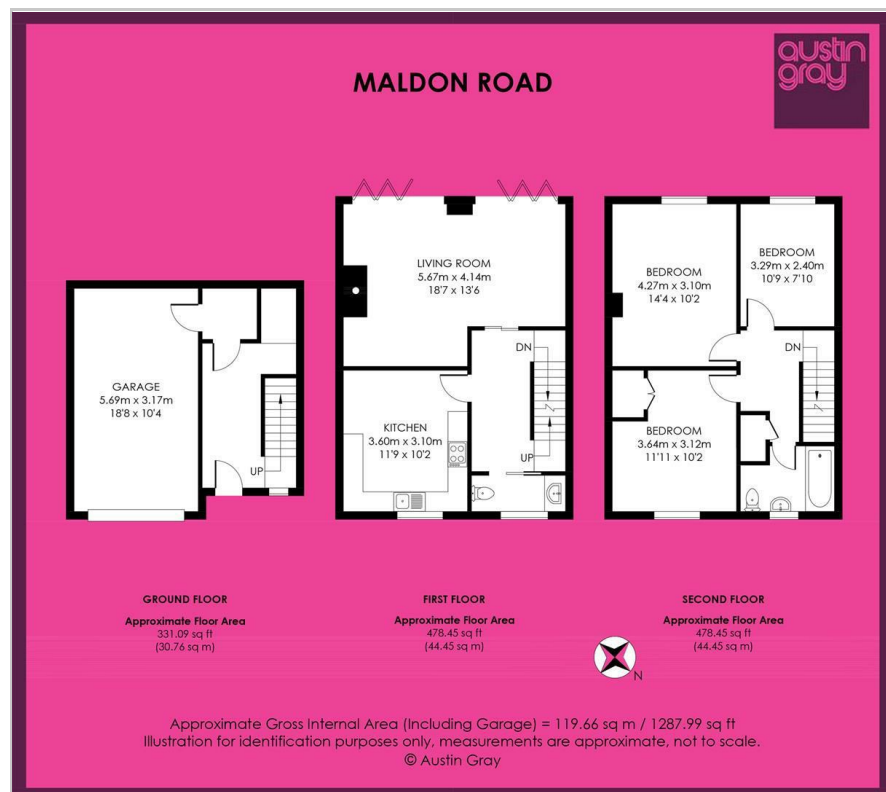 austin
gray
MALDON ROAD
GARAGE
5.69m x 3.17m
18'8 x 10'4
UP
LIVING ROOM
5.67m x 4.14m
18'7 x 13'6
DN
KITCHEN
3.60m x 3.10m
11'9 x 10'2
UP
BEDROOM
4.27m x 3.10m
14'4 x 10'2
BEDROOM
3.29m x 2.40m
10'9 x 7'10
DN
BEDROOM
3.64m x 3.12m
11'11 x 10'2
GROUND FLOOR
Approximate Floor Area
331.09 sq ft
(30.76 sq m)
FIRST FLOOR
Approximate Floor Area
478.45 sq ft
(44.45 sq m)
SECOND FLOOR
Approximate Floor Area
478.45 sq ft
(44.45 sq m)
N
Approximate Gross Internal Area (Including Garage) = 119.66 sq m / 1287.99 sq ft
Illustration for identification purposes only, measurements are approximate, not to scale.
© Austin Gray